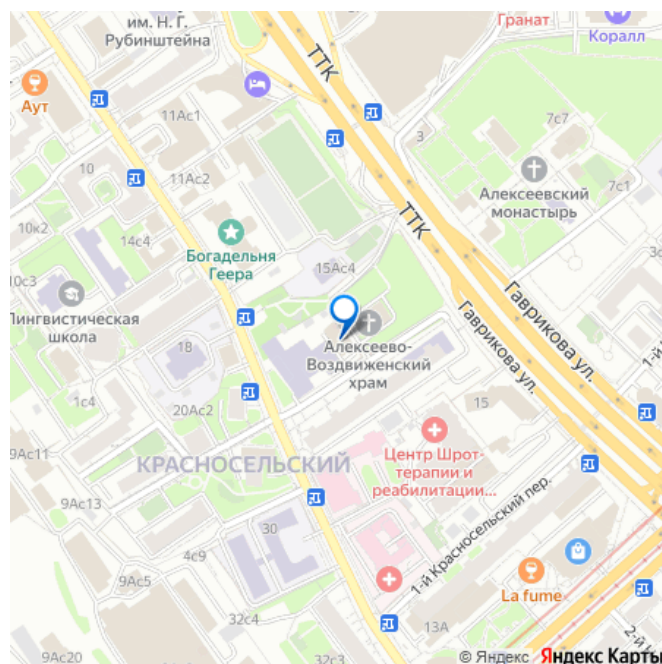 им. Н. Г.
Рубинштейна
Гранат
Коралл
ТТК
Аут
11Ас1
3
7с7
10
11Ас2
Алексеевский
монастырь
7с1
10к2
14с4
ТТК
Богадельня
Геера
15Ас4
10с3
Гаврикова ул.
Гаврикова ул.
Лингвистическая
школа
18
Алексеево-
Воздвиженский
храм
1-й
1с4
20Ас2
15
9Ас11
КРАСНОСЕЛЬСКИЙ
Центр Шрот-
терапии и
реабилитации...
9Ас13
1-й Красносельский пер.
30
4с9
9Ас5
La fume
32с4
13А
2-й
9Ас20
32с3
© Яндекс Яндекс Карты